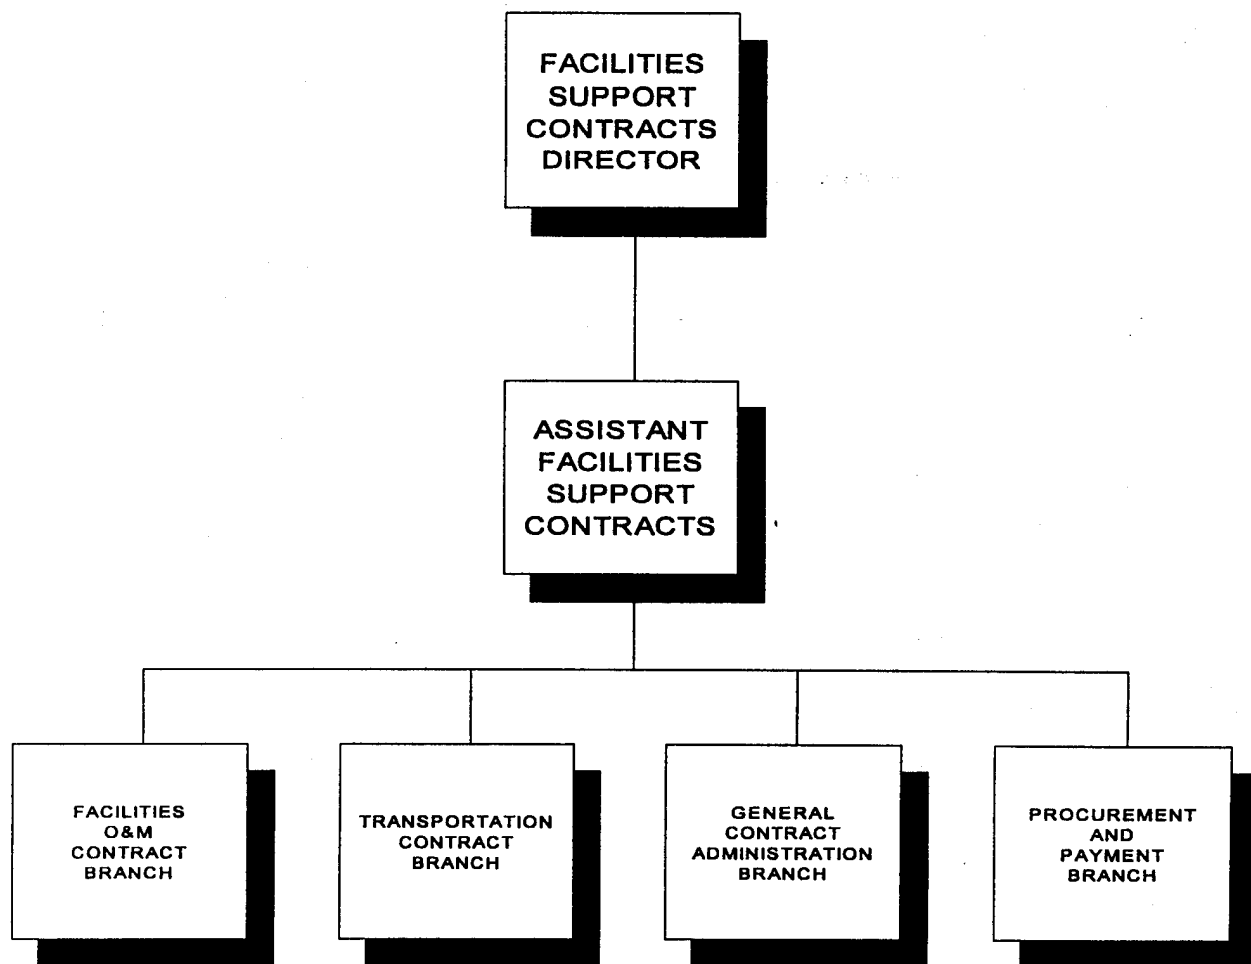 FACILITIES
SUPPORT
CONTRACTS
DIRECTOR
ASSISTANT
FACILITIES
SUPPORT
CONTRACTS
FACILITIES
O&M
CONTRACT
BRANCH
TRANSPORTATION
CONTRACT
BRANCH
GENERAL
CONTRACT
ADMINISTRATION
BRANCH
PROCUREMENT
AND
PAYMENT
BRANCH